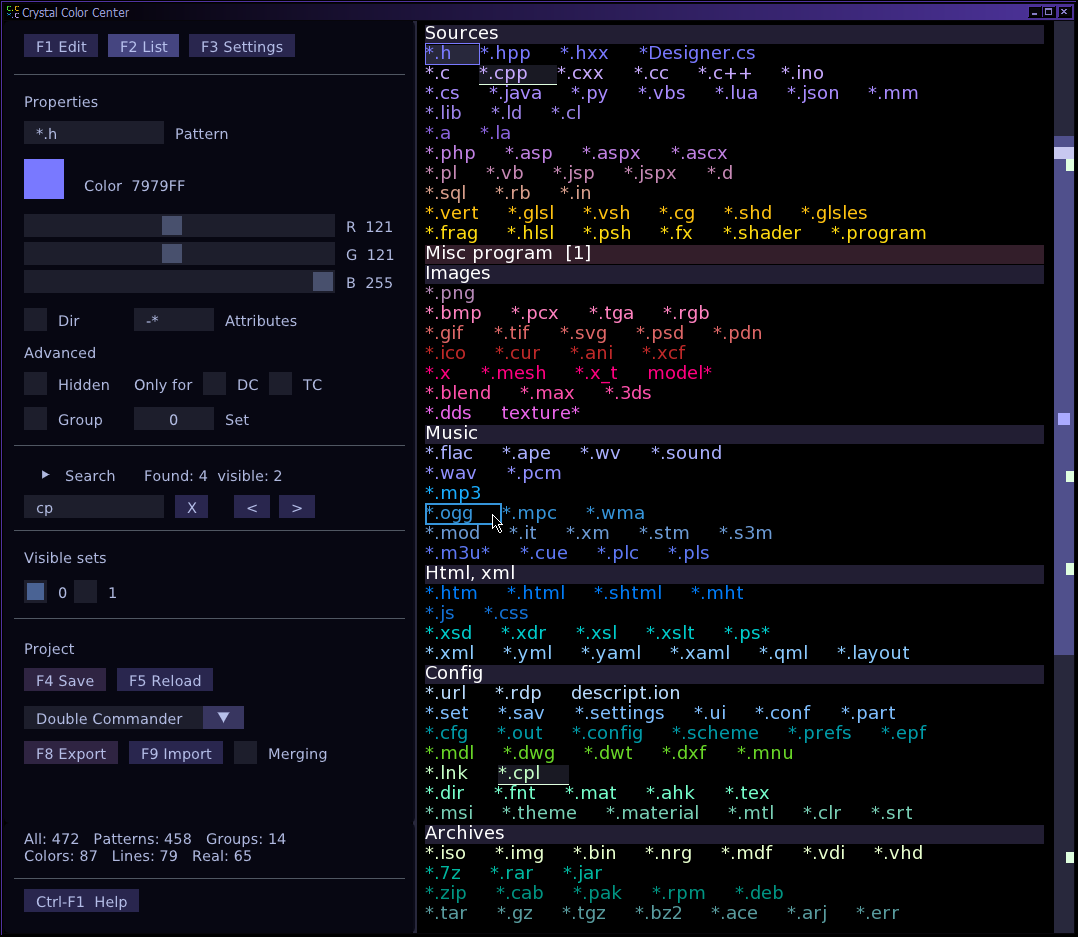 Crystal Color Center
F1 Edit F2 List F3 Settings
Properties
*.h Pattern
Color 7979FF
R 121
G 121
B 255
Dir -* Attributes
Advanced
Hidden Only for DC TC
Group 0 Set
Search Found: 4 visible: 2
cp X < >
Visible sets
0 1
Project
F4 Save F5 Reload
Double Commander
F8 Export F9 Import Merging
All: 472 Patterns: 458 Groups: 14
Colors: 87 Lines: 79 Real: 65
Ctrl-F1 Help
Sources
*.h *.hpp *.hxx *Designer.cs
*.c *.cpp *.cxx *.cc *.c++ *.ino
*.cs *.java *.py *.vbs *.lua *.json *.mm
*.lib *.ld *.cl
*.a *.la
*.php *.asp *.aspx *.ascx
*.pl *.vb *.jsp *.jspx *.d
*.sql *.rb *.in
*.vert *.glsl *.vsh *.cg *.shd *.glsles
*.frag *.hlsl *.psh *.fx *.shader *.program
Misc program [1]
Images
*.png
*.bmp *.pcx *.tga *.rgb
*.gif *.tif *.svg *.psd *.pdn
*.ico *.cur *.ani *.xcf
*.x *.mesh *.x_t model*
*.blend *.max *.3ds
*.dds texture*
Music
*.flac *.ape *.wv *.sound
*.wav *.pcm
*.mp3
*.ogg *.mpc *.wma
*.mod *.it *.xm *.stm *.s3m
*.m3u* *.cue *.plc *.pls
Html, xml
*.htm *.html *.shtml *.mht
*.js *.css
*.xsd *.xdr *.xsl *.xslt *.ps*
*.xml *.yml *.yaml *.xaml *.qml *.layout
Config
*.url *.rdp descript.ion
*.set *.sav *.settings *.ui *.conf *.part
*.cfg *.out *.config *.scheme *.prefs *.epf
*.mdl *.dwg *.dwt *.dxf *.mnu
*.lnk *.cpl
*.dir *.fnt *.mat *.ahk *.tex
*.msi *.theme *.material *.mtl *.clr *.srt
Archives
*.iso *.img *.bin *.nrg *.mdf *.vdi *.vhd
*.7z *.rar *.jar
*.zip *.cab *.pak *.rpm *.deb
*.tar *.gz *.tgz *.bz2 *.ace *.arj *.err